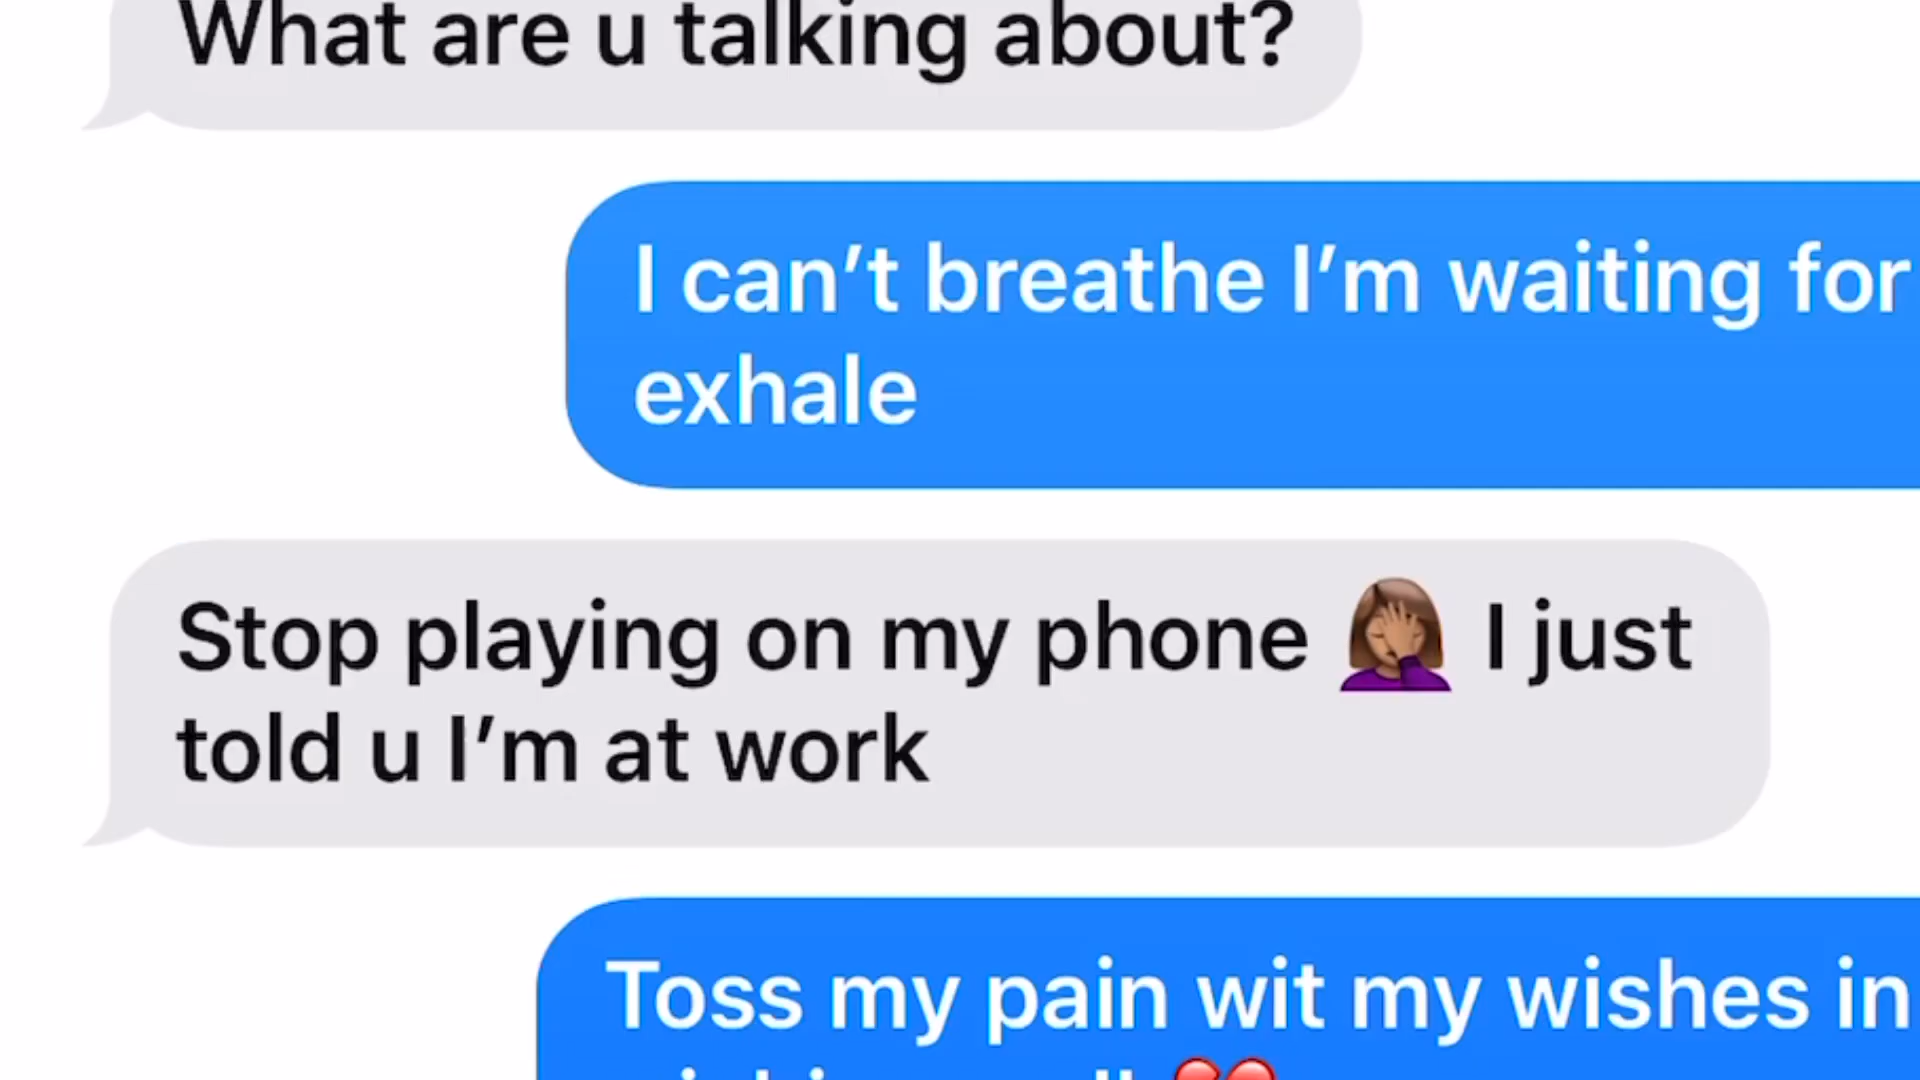 What are u talking about?
I can’t breathe I’m waiting for
exhale
Stop playing on my phone 🤦🏽‍♀️ I just
told u I’m at work
Toss my pain wit my wishes in